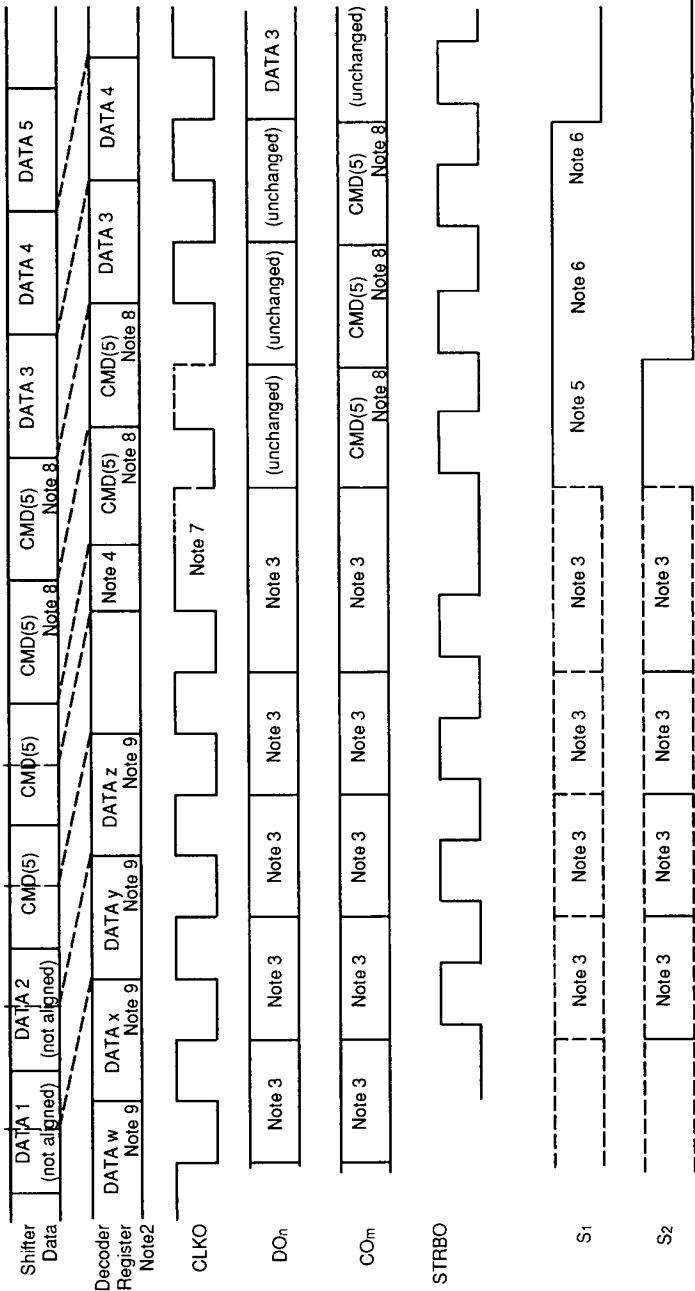 Shifter
Data
DATA 1
(not aligned)
DATA 2
(not aligned)
CMD(5)
CMD(5)
CMD(5)
Note 8
CMD(5)
Note 8
DATA 3
DATA 4
DATA 5
Decoder
Register
Note2
DATA w
Note 9
DATA x
Note 9
DATA y
Note 9
DATA z
Note 9
Note 4
CMD(5)
Note 8
CMD(5)
Note 8
DATA 3
DATA 4
CLKO
Note 7
DOn
Note 3
Note 3
Note 3
Note 3
Note 3
(unchanged)
(unchanged)
(unchanged)
DATA 3
COm
Note 3
Note 3
Note 3
Note 3
Note 3
CMD(5)
Note 8
CMD(5)
Note 8
CMD(5)
Note 8
(unchanged)
STRBO
S1
Note 3
Note 3
Note 3
Note 3
Note 5
Note 6
Note 6
S2
Note 3
Note 3
Note 3
Note 3